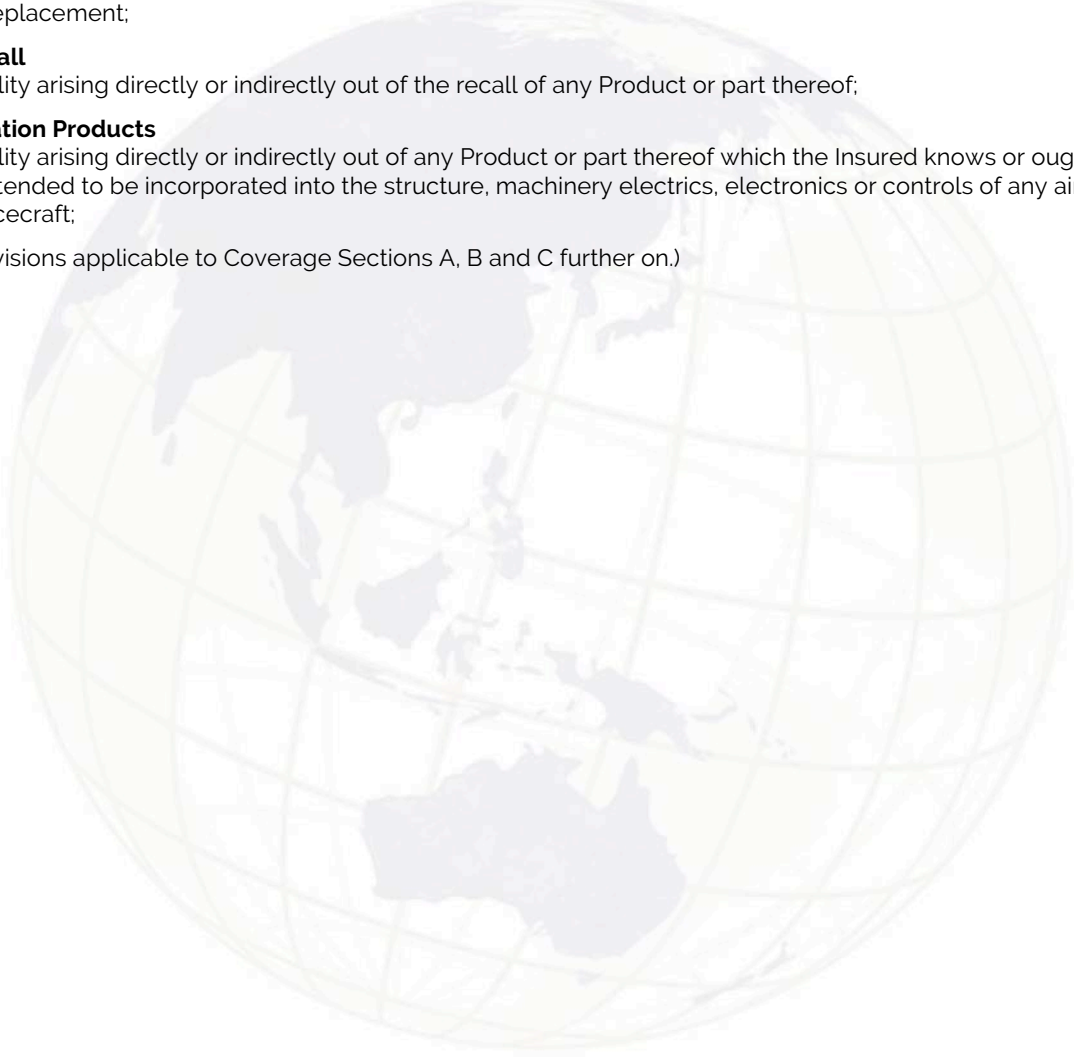 eplacement;
all
lity arising directly or indirectly out of the recall of any Product or part thereof;
ation Products
lity arising directly or indirectly out of any Product or part thereof which the Insured knows or oug
tended to be incorporated into the structure, machinery electrics, electronics or controls of any ai
cecraft;
visions applicable to Coverage Sections A, B and C further on.)